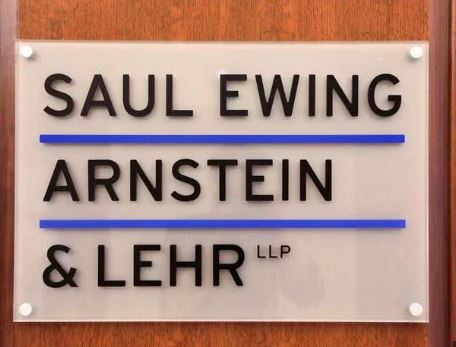 SAUL EWING
ARNSTEIN
& LEHR LLP